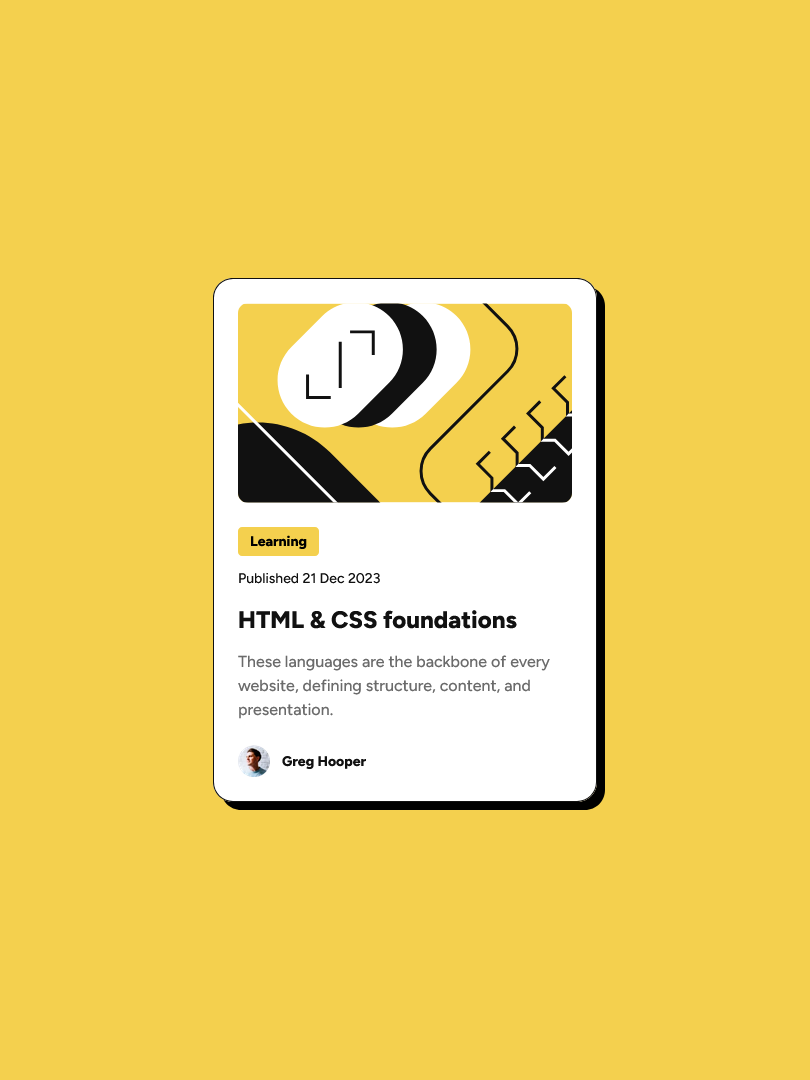 Learning
Published 21 Dec 2023
HTML & CSS foundations
These languages are the backbone of every
website, defining structure, content, and
presentation.
Greg Hooper